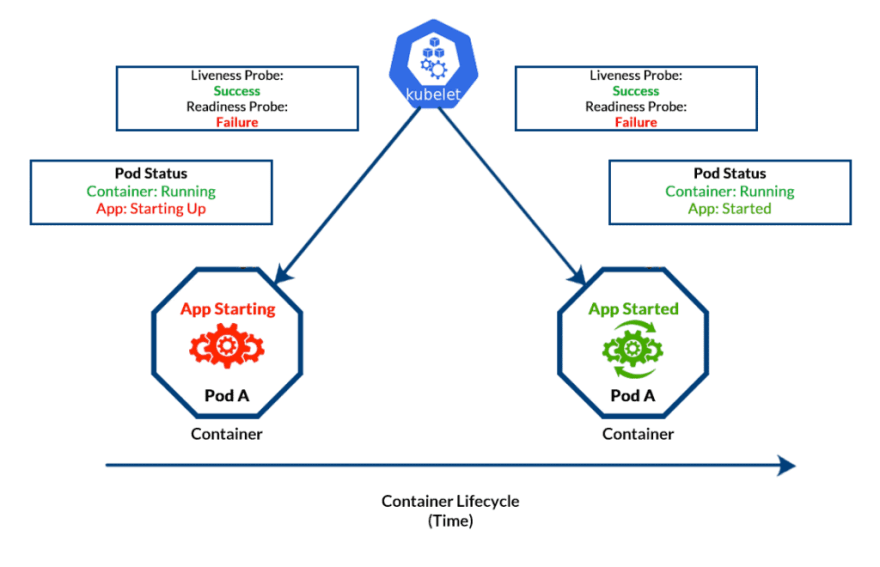 kubelet
Liveness Probe:
Success
Readiness Probe:
Failure
Liveness Probe:
Success
Readiness Probe:
Failure
Pod Status
Container: Running
App: Starting Up
Pod Status
Container: Running
App: Started
App Starting
Pod A
Container
App Started
Pod A
Container
Container Lifecycle
(Time)